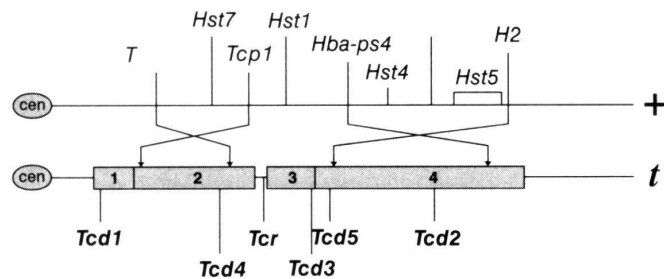 Hst7 Hst1
T Tcp1 Hba-ps4 H2
Hst4 Hst5
cen +
cen 1 2 3 4 t
Tcd1 Tcr Tcd5 Tcd2
Tcd4 Tcd3